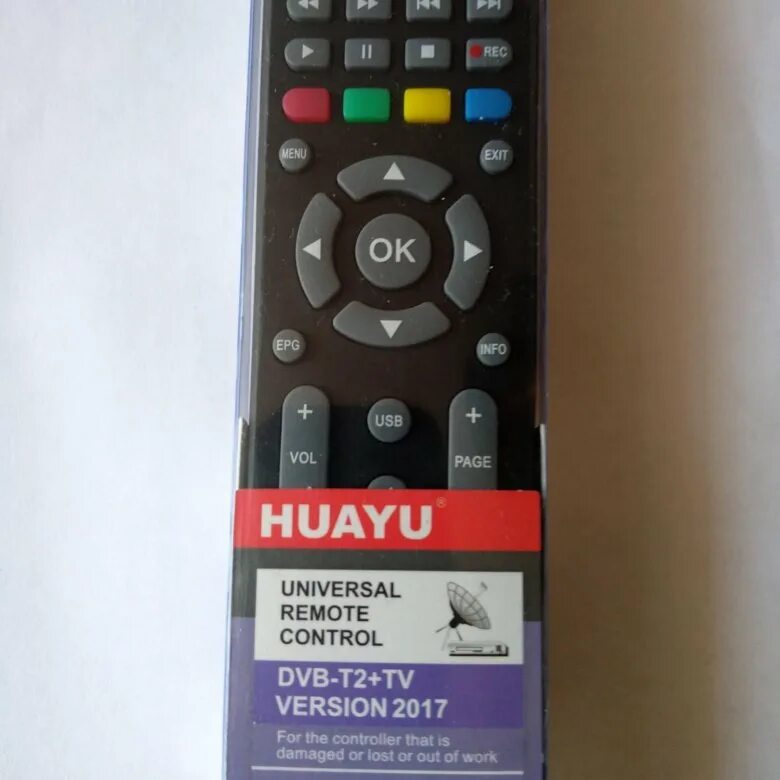 REC
MENU
EXIT
OK
EPG
INFO
+
USB
+
VOL
PAGE
HUAYU®
UNIVERSAL
REMOTE
CONTROL
DVB-T2+TV
VERSION 2017
For the controller that is
damaged or lost or out of work